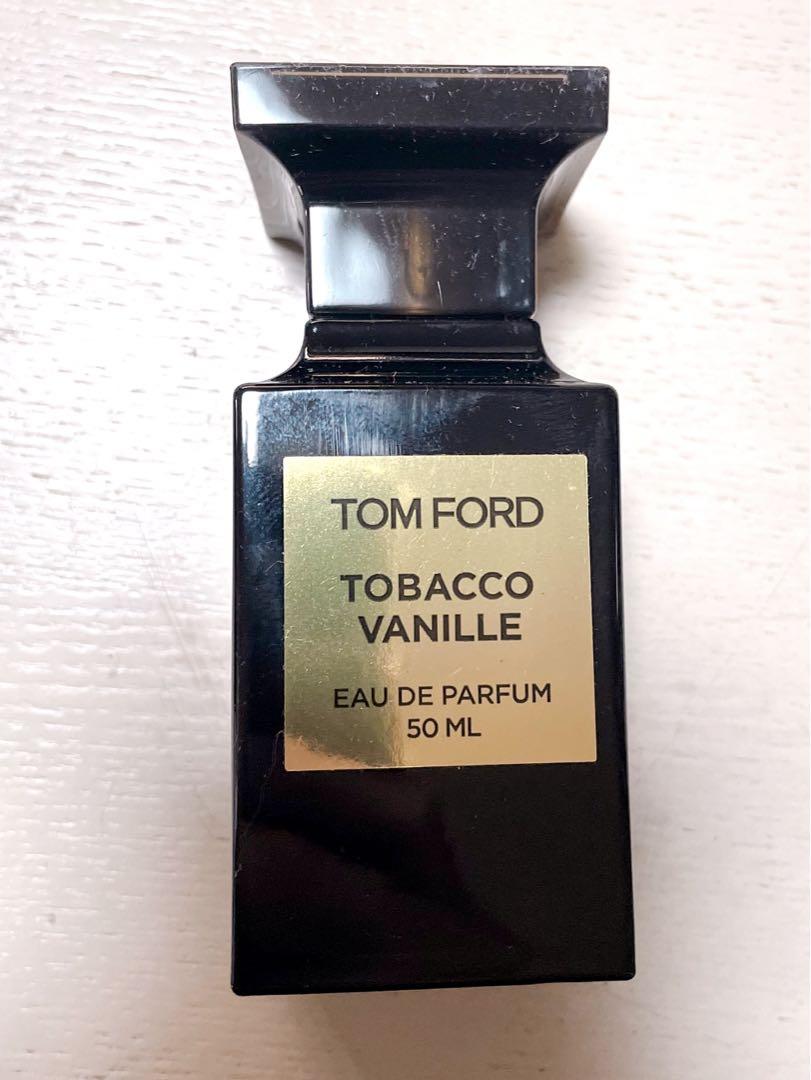 TOM FORD
TOBACCO
VANILLE
EAU DE PARFUM
50 ML